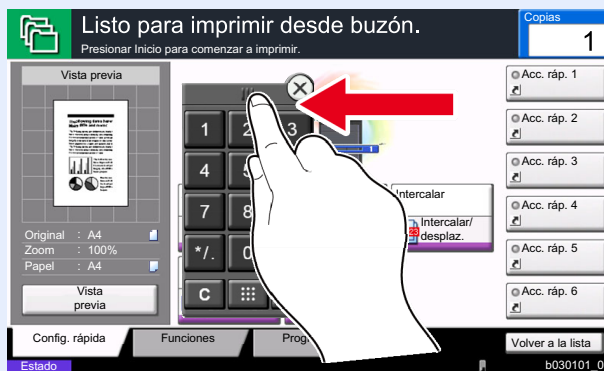 Listo para imprimir desde buzón.
Presionar Inicio para comenzar a imprimir.
Copias
1
Vista previa
Original : A4
Zoom : 100%
Papel : A4
Vista
previa
1 2 3
4
7 8
*/. 0
C
1
Intercalar
Intercalar/
desplaz.
123
Acc. ráp. 1
Acc. ráp. 2
Acc. ráp. 3
Acc. ráp. 4
Acc. ráp. 5
Acc. ráp. 6
Config. rápida
Funciones
Volver a la lista
Estado
b030101_0